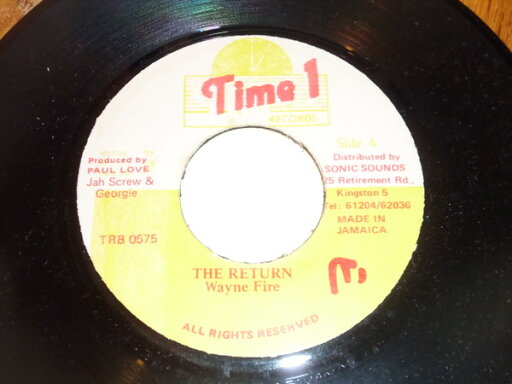 Time 1
RECORDS
Side A
Produced by
PAUL LOVE
Jah Screw &
Georgie
Distributed by
SONIC SOUNDS
25 Retirement Rd.,
Kingston 5
Tel: 61204/62036
MADE IN
JAMAICA
TRB 0575
THE RETURN
Wayne Fire
ALL RIGHTS RESERVED